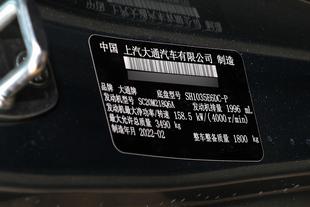 中国 上汽大通汽车有限公司 制造
品牌 大通牌 底盘型号 SH1035E6DC-P
发动机型号 SC20M218Q6A 发动机排量 1996 mL
发动机最大净功率/转速 158.5 kW/(4000 r/min)
最大允许总质量 3490 kg
制造年月 2022-02 整车整备质量 1800 kg